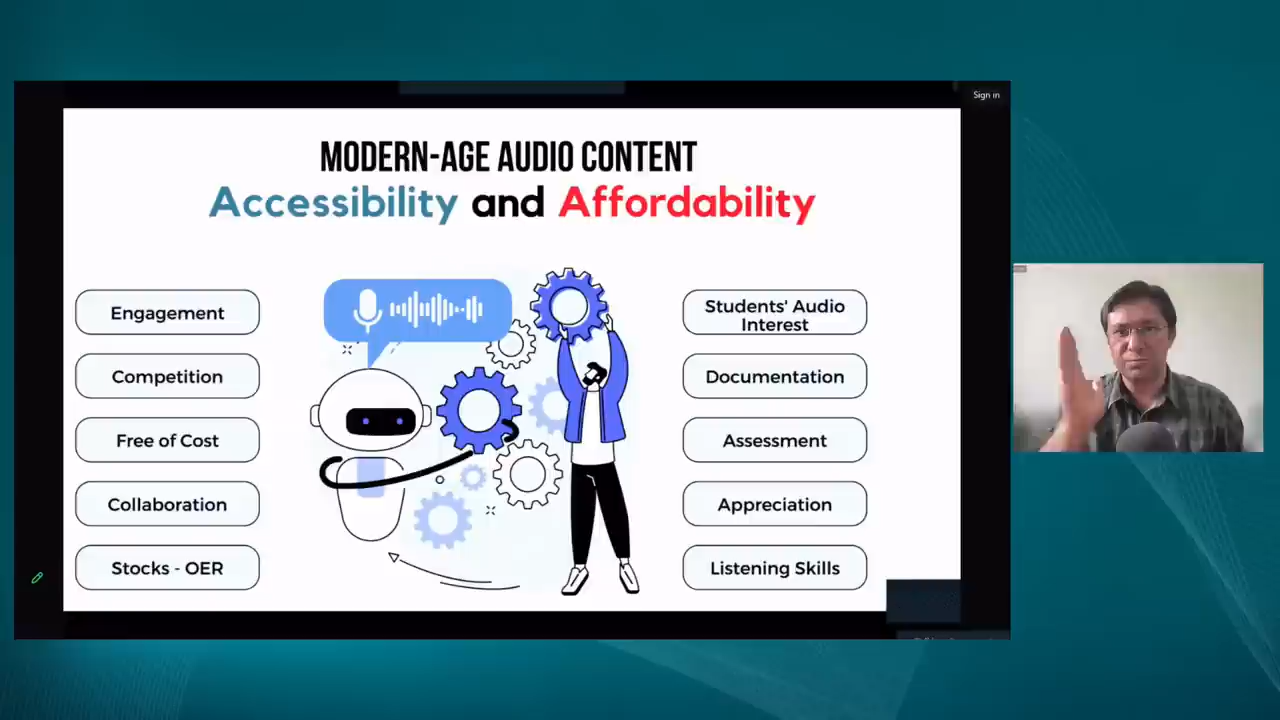 Sign in
MODERN-AGE AUDIO CONTENT
Accessibility and Affordability
Engagement
Competition
Free of Cost
Collaboration
Stocks - OER
Students' Audio
Interest
Documentation
Assessment
Appreciation
Listening Skills